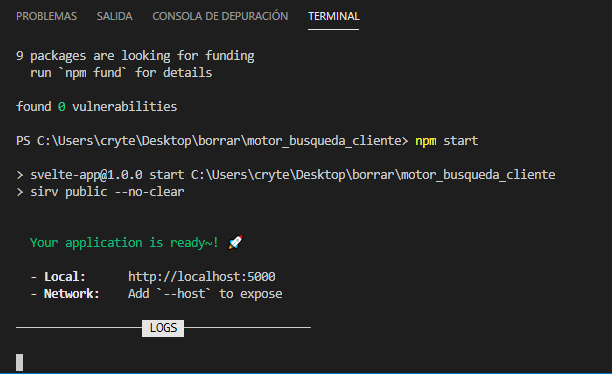 PROBLEMAS SALIDA CONSOLA DE DEPURACIÓN TERMINAL
9 packages are looking for funding
run `npm fund` for details
found 0 vulnerabilities
PS C:\Users\cryte\Desktop\borrar\motor_busqueda_cliente> npm start
> svelte-app@1.0.0 start C:\Users\cryte\Desktop\borrar\motor_busqueda_cliente
> sirv public --no-clear
Your application is ready~! 🚀
- Local: http://localhost:5000
- Network: Add `--host` to expose
LOGS